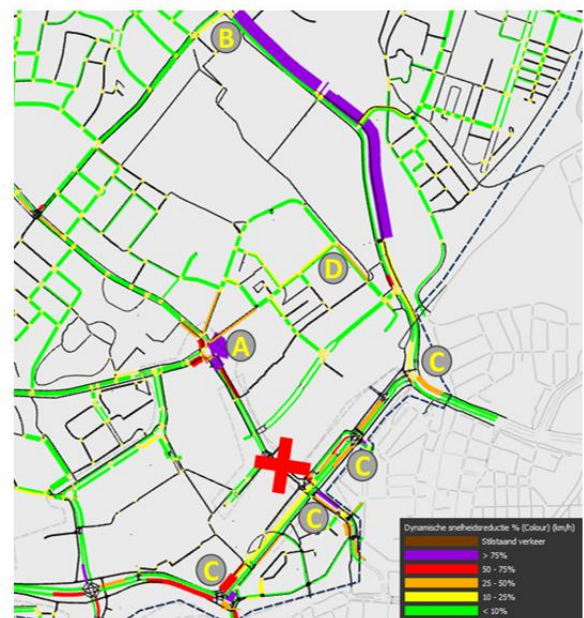 B
D
A
C
C
C
C
Dynamische snelheidsreductie % (Colour) (km/h)
Stilstaand verkeer
> 75%
50 - 75%
25 - 50%
10 - 25%
< 10%